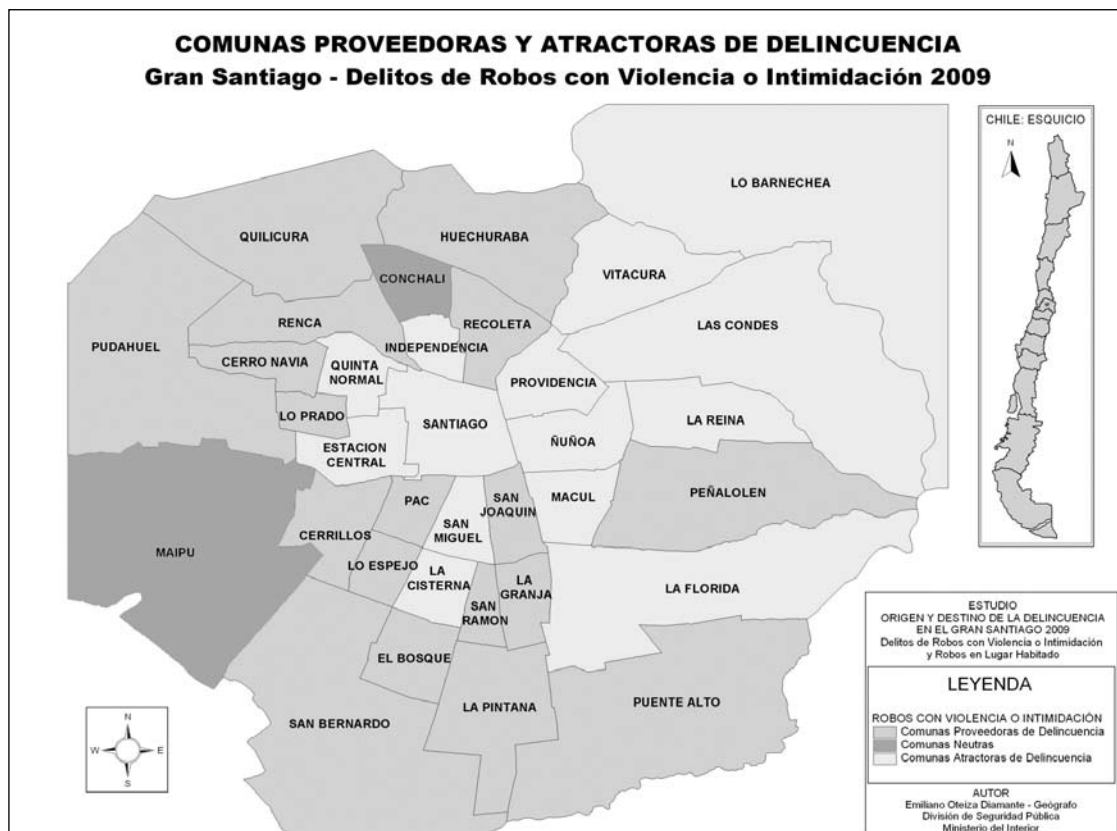 COMUNAS PROVEEDORAS Y ATRACTORAS DE DELINCUENCIA
Gran Santiago - Delitos de Robos con Violencia o Intimidación 2009
CHILE: ESQUICIO
N
LO BARNECHEA
QUILICURA
HUECHURABA
CONCHALI
VITACURA
RENCA
RECOLETA
LAS CONDES
PUDAHUEL
INDEPENDENCIA
CERRO NAVIA
QUINTA
NORMAL
PROVIDENCIA
LO PRADO
SANTIAGO
LA REINA
ESTACION
CENTRAL
ÑUÑOA
PAC
SAN
JOAQUIN
MACUL
PEÑALOLEN
CERRILLOS
SAN
MIGUEL
MAIPU
LO ESPEJO
LA
CISTERNA
LA
GRANJA
LA FLORIDA
SAN
RAMON
EL BOSQUE
SAN BERNARDO
LA PINTANA
PUENTE ALTO
N
W
E
S
ESTUDIO
ORIGEN Y DESTINO DE LA DELINCUENCIA
EN EL GRAN SANTIAGO 2009
Delitos de Robos con Violencia o Intimidación
y Robos en Lugar Habitado
LEYENDA
ROBOS CON VIOLENCIA O INTIMIDACIÓN
Comunas Proveedoras de Delincuencia
Comunas Neutras
Comunas Atractoras de Delincuencia
AUTOR
Emiliano Oteiza Diamante - Geógrafo
División de Seguridad Pública
Ministerio del Interior